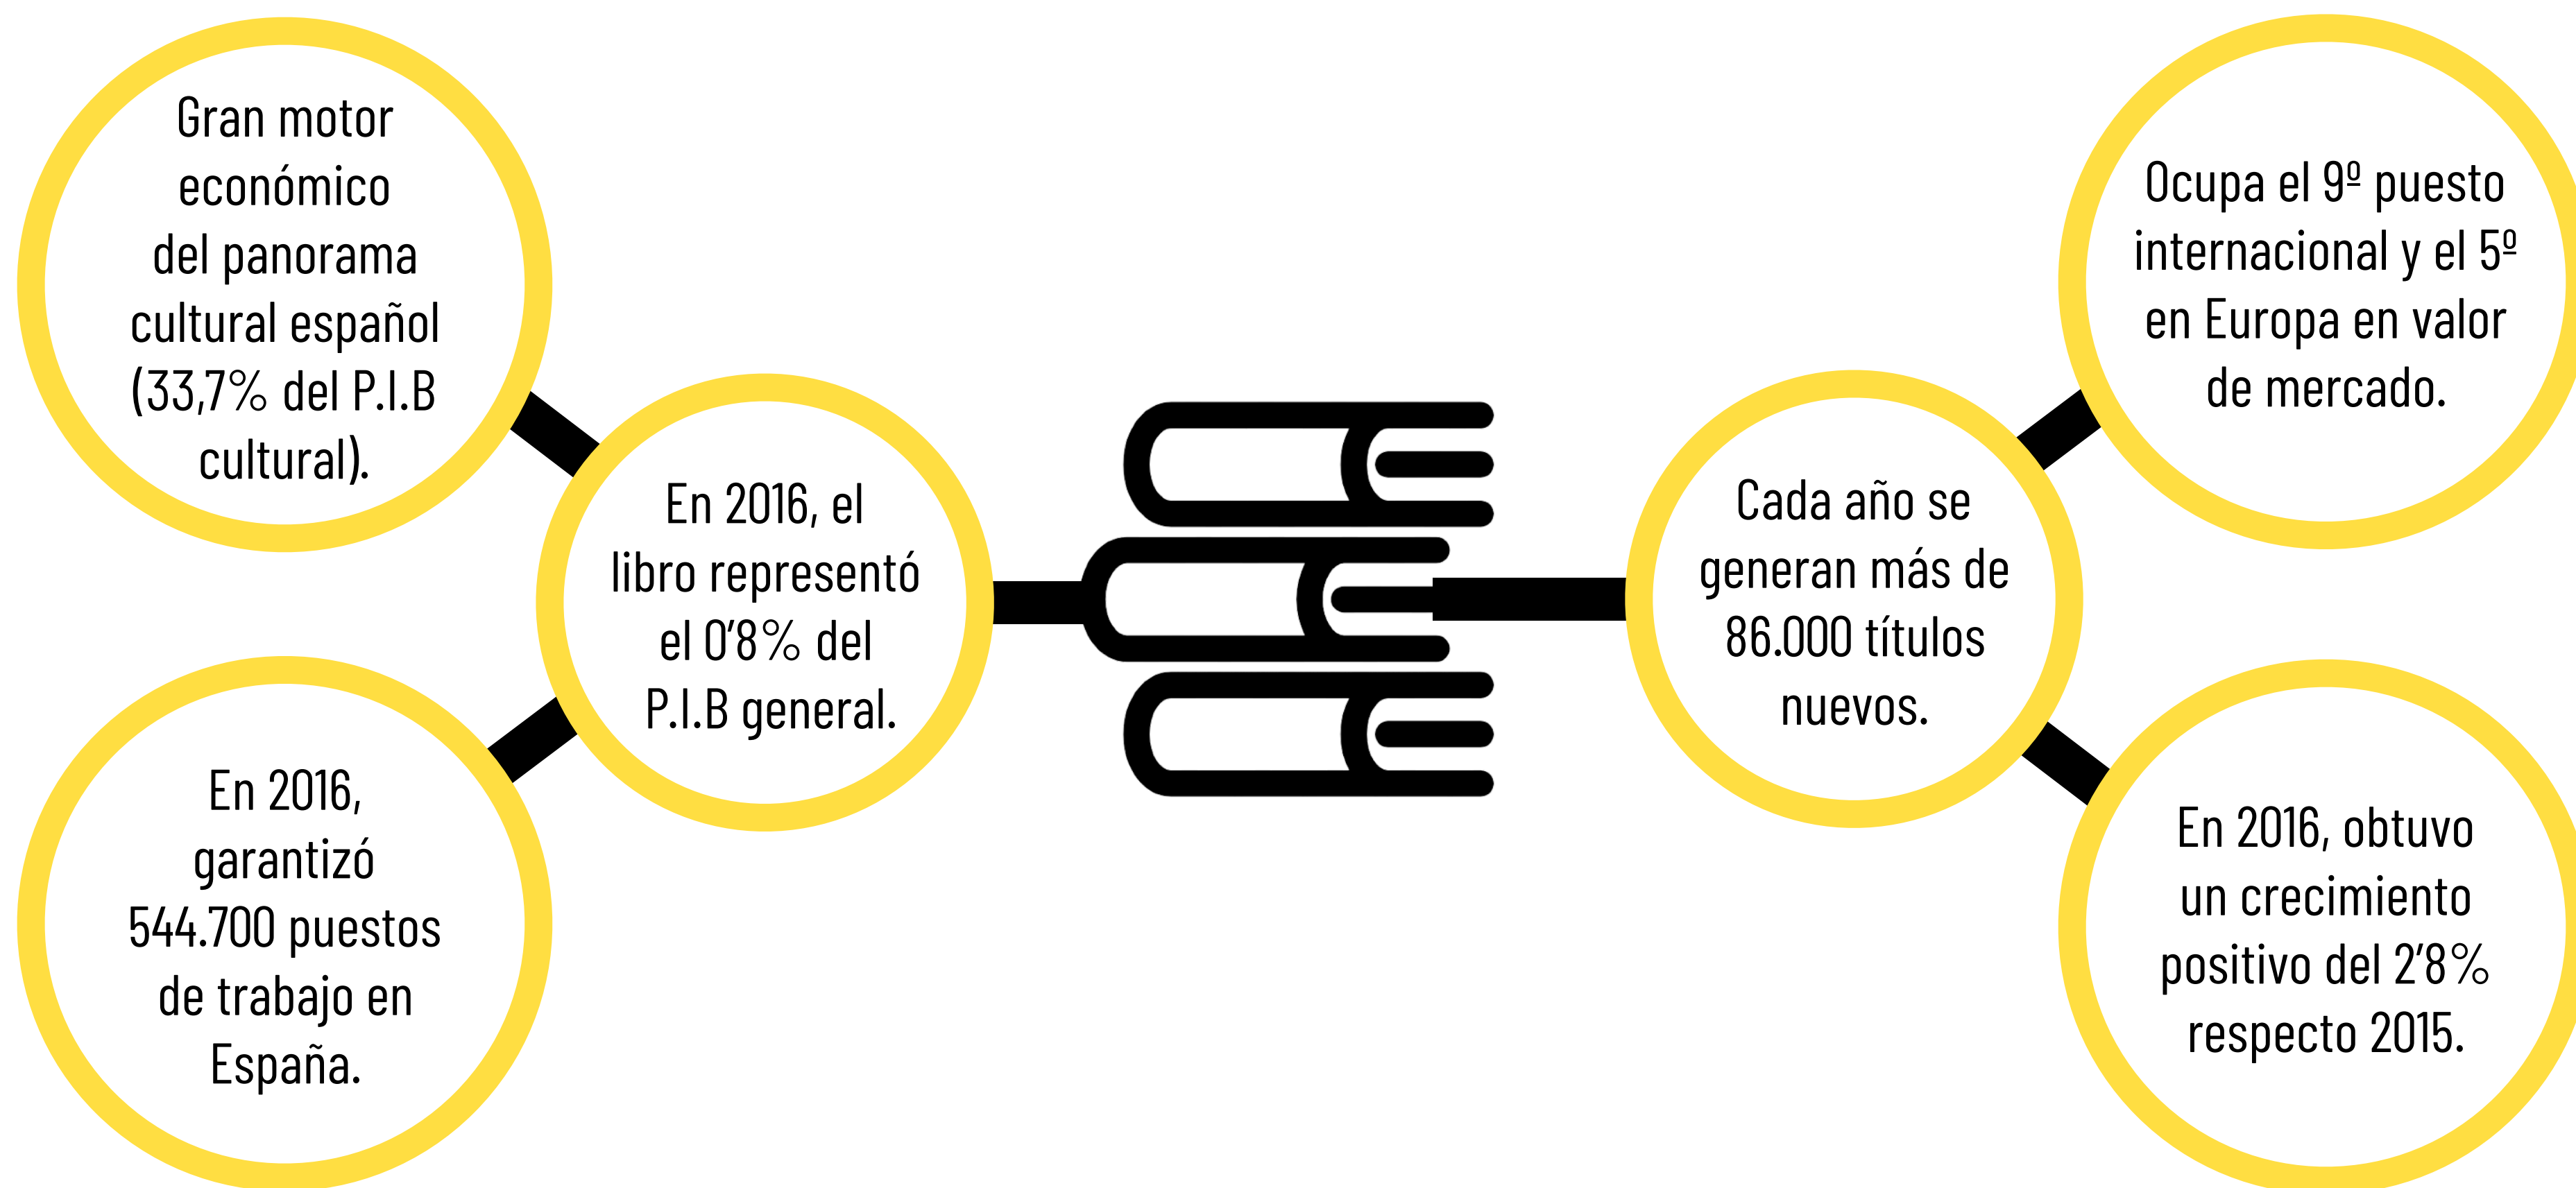 Gran motor
económico
del panorama
cultural español
(33,7% del P.I.B
cultural).
En 2016, el
libro representó
el 0'8% del
P.I.B general.
En 2016,
garantizó
544.700 puestos
de trabajo en
España.
Cada año se
generan más de
86.000 títulos
nuevos.
Ocupa el 9º puesto
internacional y el 5º
en Europa en valor
de mercado.
En 2016, obtuvo
un crecimiento
positivo del 2'8%
respecto 2015.